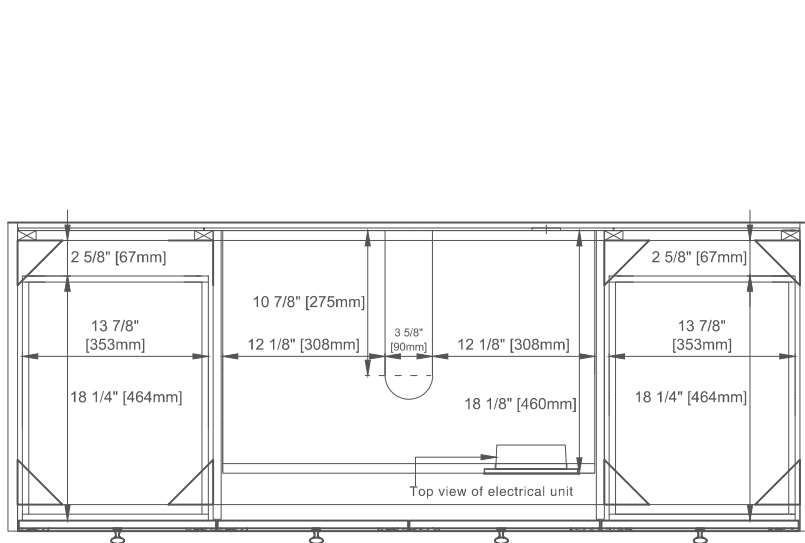 2 5/8" [67mm]
2 5/8" [67mm]
10 7/8" [275mm]
13 7/8"
[353mm]
12 1/8" [308mm]
3 5/8"
[90mm]
12 1/8" [308mm]
13 7/8"
[353mm]
18 1/4" [464mm]
18 1/8" [460mm]
18 1/4" [464mm]
Top view of electrical unit